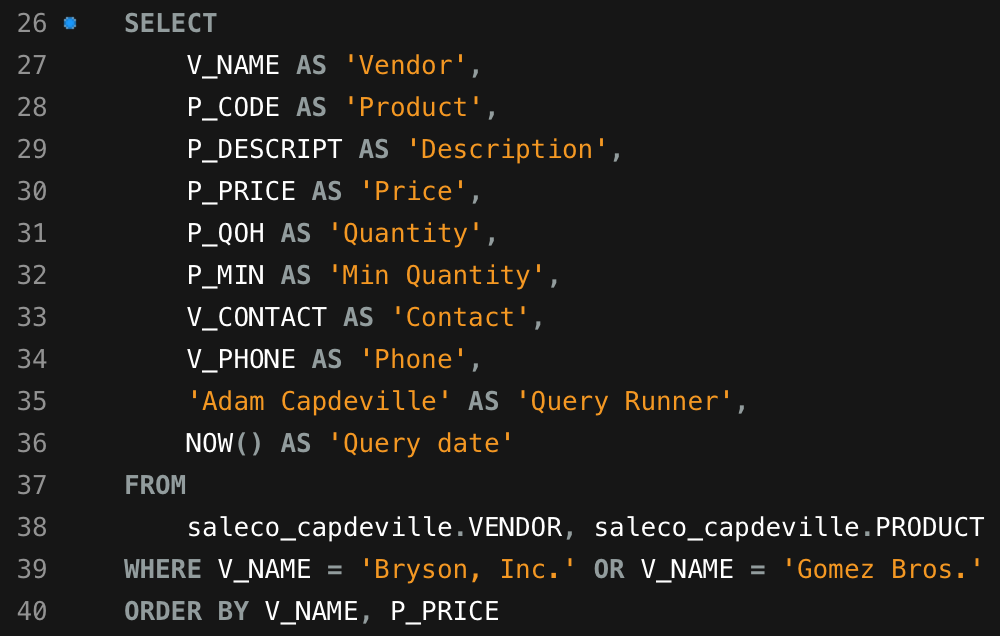 26 SELECT
27 V_NAME AS 'Vendor',
28 P_CODE AS 'Product',
29 P_DESCRIPT AS 'Description',
30 P_PRICE AS 'Price',
31 P_QOH AS 'Quantity',
32 P_MIN AS 'Min Quantity',
33 V_CONTACT AS 'Contact',
34 V_PHONE AS 'Phone',
35 'Adam Capdeville' AS 'Query Runner',
36 NOW() AS 'Query date'
37 FROM
38 saleco_capdeville.VENDOR, saleco_capdeville.PRODUCT
39 WHERE V_NAME = 'Bryson, Inc.' OR V_NAME = 'Gomez Bros.'
40 ORDER BY V_NAME, P_PRICE